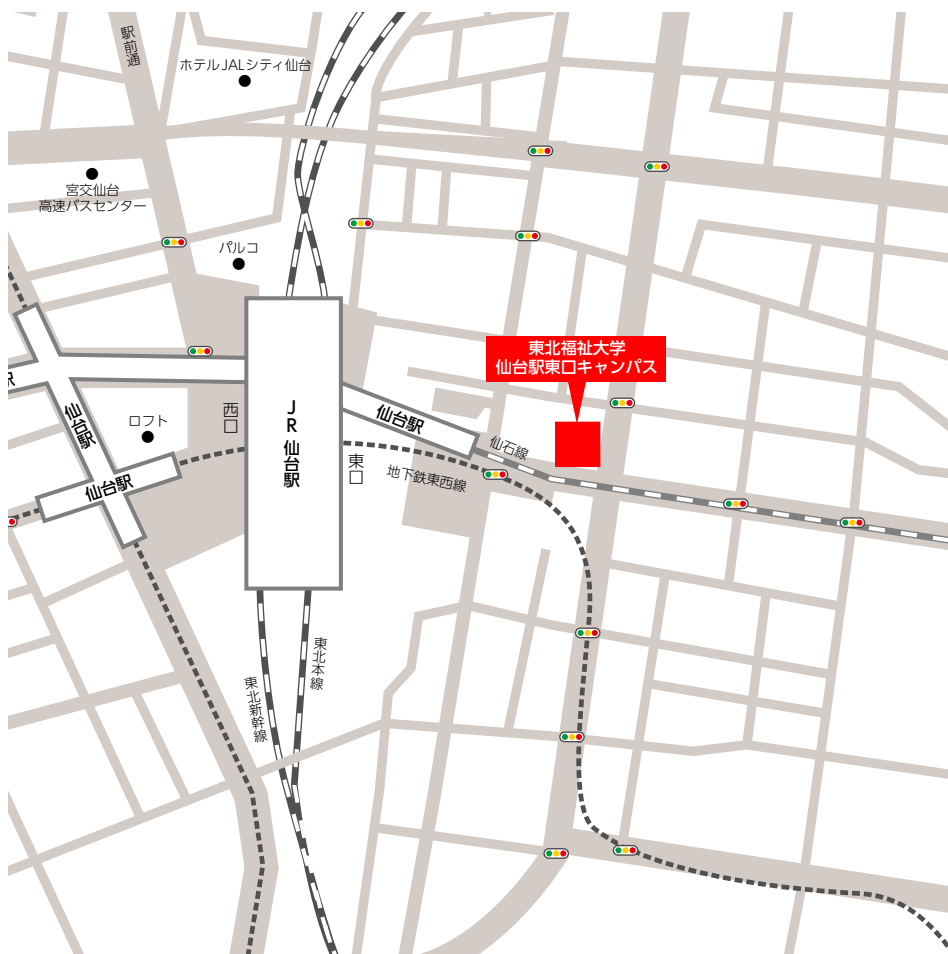 駅前通
ホテルJALシティ仙台
宮交仙台
高速バスセンター
パルコ
東北福祉大学
仙台駅東口キャンパス
駅
仙台駅
ロフト
西口
JR仙台駅
仙台駅
東口
仙石線
地下鉄東西線
仙台駅
東北本線
東北新幹線